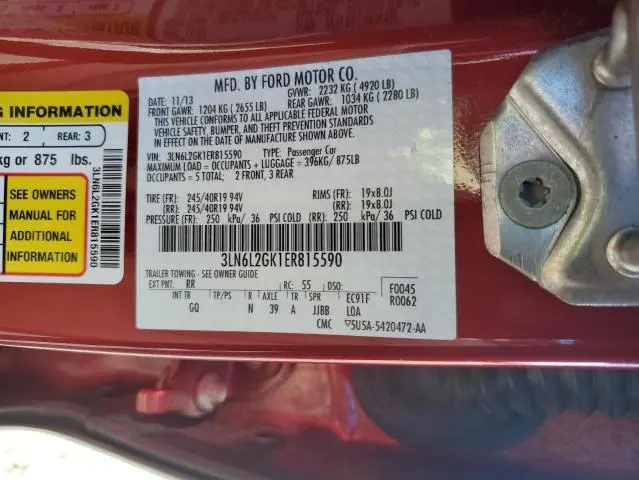 G INFORMATION
NT: 2 REAR: 3
kg or 875 lbs.
SEE OWNERS
MANUAL FOR
ADDITIONAL
INFORMATION
3LN6L2GK1ER815590
MFD. BY FORD MOTOR CO.
DATE: 11/13 GVWR: 2232 KG ( 4920 LB)
FRONT GAWR: 1204 KG ( 2655 LB) REAR GAWR: 1034 KG ( 2280 LB)
THIS VEHICLE CONFORMS TO ALL APPLICABLE FEDERAL MOTOR VEHICLE
SAFETY, BUMPER, AND THEFT PREVENTION STANDARDS
IN EFFECT ON THE DATE OF MANUFACTURE SHOWN ABOVE.
VIN: 3LN6L2GK1ER815590 TYPE: Passenger Car
MAXIMUM LOAD = OCCUPANTS + LUGGAGE = 396KG/ 875LB
OCCUPANTS = 5 TOTAL: 2 FRONT, 3 REAR
TIRE (FR): 245/40R19 94V RIMS (FR): 19x8.0J
(RR): 245/40R19 94V (RR): 19x8.0J
PRESSURE (FR): 250 kPa/ 36 PSI COLD (RR): 250 kPa/ 36 PSI COLD
3LN6L2GK1ER815590
TRAILER TOWING - SEE OWNER GUIDE
EXT PNT: RR RC: 55 DSO: F0045
R0062
INT TR TP/PS R AXLE TR SPR EC91F
GQ N 39 A JJBB LOA
CMC ▽5U5A-5420472-AA